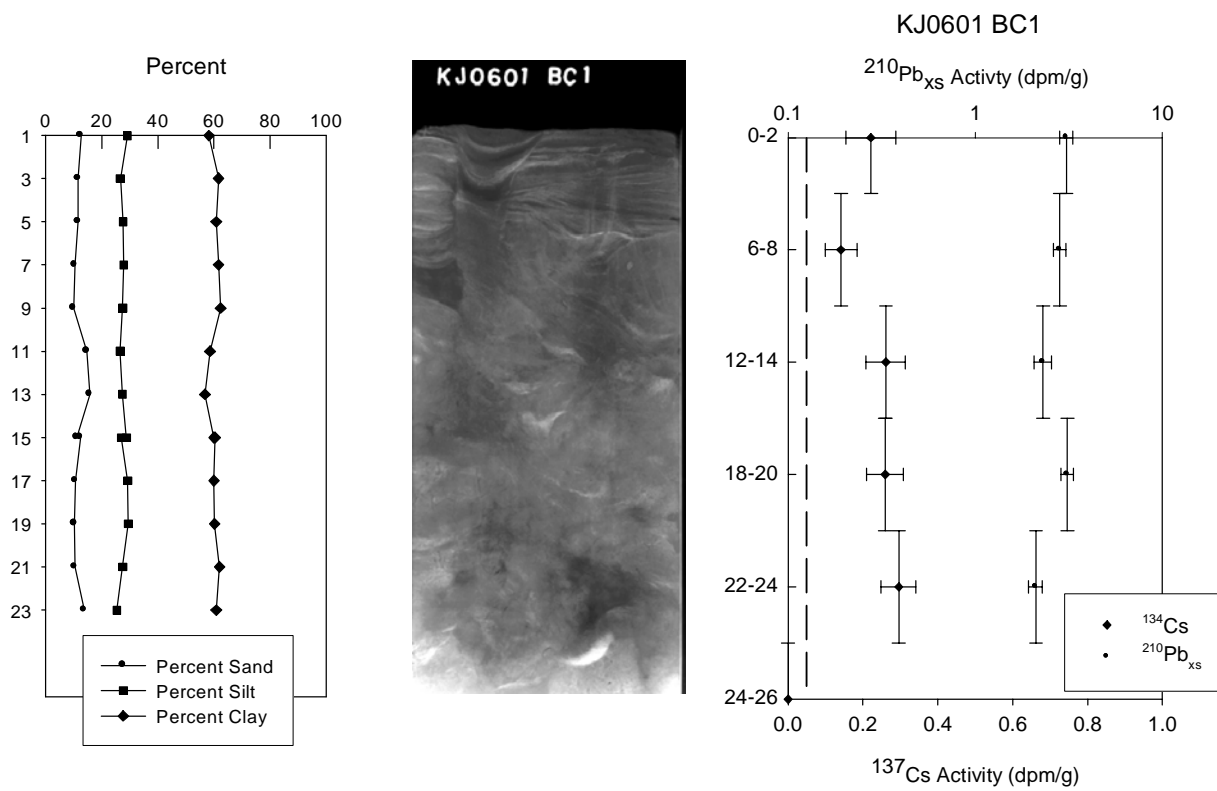 Percent
0 20 40 60 80 100
1
3
5
7
9
11
13
15
17
19
21
23
Percent Sand
Percent Silt
Percent Clay
KJ0601 BC1
KJ0601 BC1
210Pbxs Activty (dpm/g)
0.1 1 10
0-2
6-8
12-14
18-20
22-24
24-26
134Cs
210Pbxs
0.0 0.2 0.4 0.6 0.8 1.0
137Cs Activity (dpm/g)